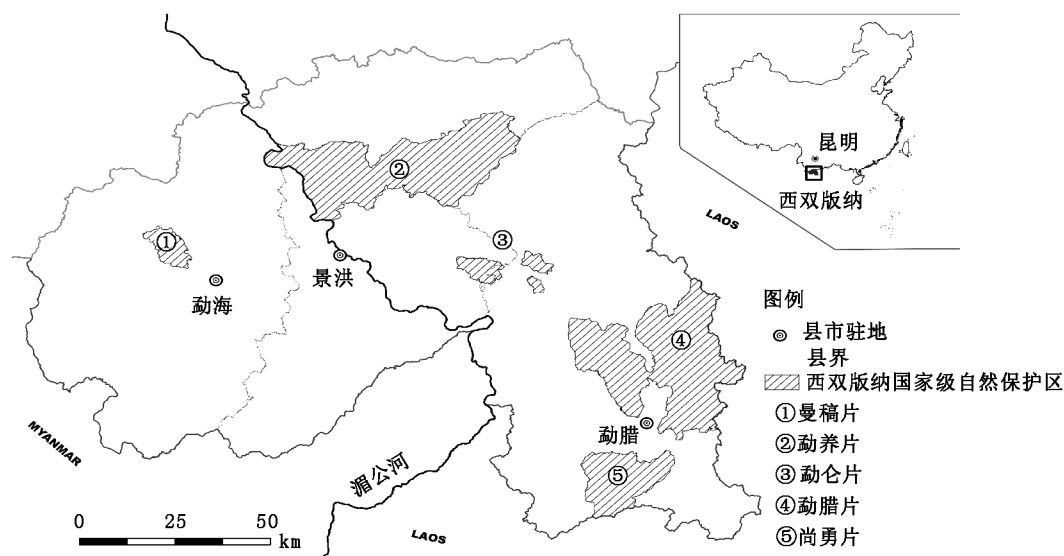 昆明
西双版纳
LAOS
②
①
③
景洪
勐海
④
勐腊
⑤
MYANMAR
湄公河
LAOS
0 25 50
km
图例
县市驻地
县界
西双版纳国家级自然保护区
①曼稿片
②勐养片
③勐仑片
④勐腊片
⑤尚勇片